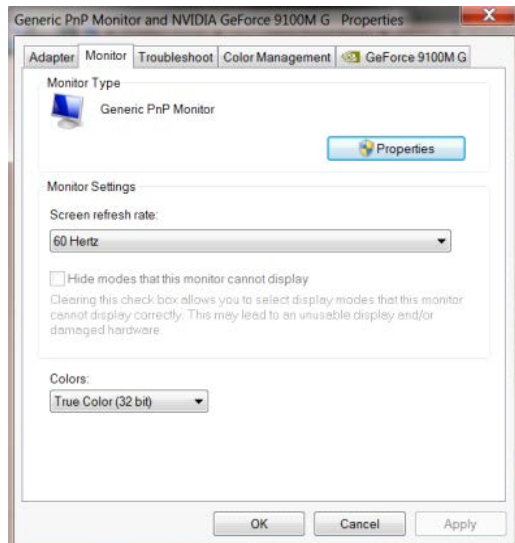 Generic PnP Monitor and NVIDIA GeForce 9100M G Properties
Adapter Monitor Troubleshoot Color Management GeForce 9100M G
Monitor Type
Generic PnP Monitor
Properties
Monitor Settings
Screen refresh rate:
60 Hertz
Hide modes that this monitor cannot display
Clearing this check box allows you to select display modes that this monitor
cannot display correctly. This may lead to an unusable display and/or
damaged hardware.
Colors:
True Color (32 bit)
OK Cancel Apply